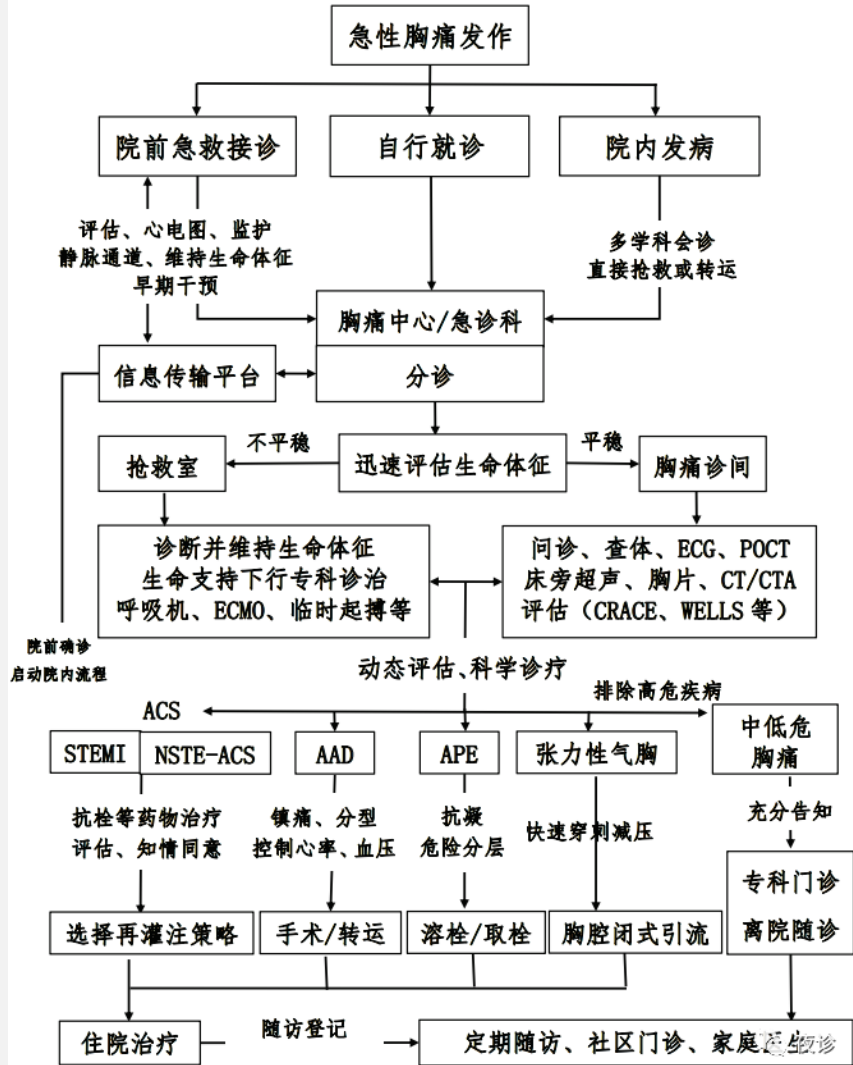 急性胸痛发作
院前急救接诊
自行就诊
院内发病
评估、心电图、监护
静脉通道、维持生命体征
早期干预
多学科会诊
直接抢救或转运
胸痛中心/急诊科
信息传输平台
分诊
不平稳
平稳
抢救室
迅速评估生命体征
胸痛诊间
诊断并维持生命体征
生命支持下行专科诊治
呼吸机、ECMO、临时起搏等
问诊、查体、ECG、POCT
床旁超声、胸片、CT/CTA
评估（CRACE、WELLS 等）
院前确诊
启动院内流程
动态评估、科学诊疗
排除高危疾病
ACS
STEMI
NSTE-ACS
AAD
APE
张力性气胸
中低危
胸痛
抗栓等药物治疗
评估、知情同意
镇痛、分型
控制心率、血压
抗凝
危险分层
快速穿刺减压
充分告知
专科门诊
离院随诊
选择再灌注策略
手术/转运
溶栓/取栓
胸腔闭式引流
住院治疗
随访登记
定期随访、社区门诊、家庭医生
夜诊